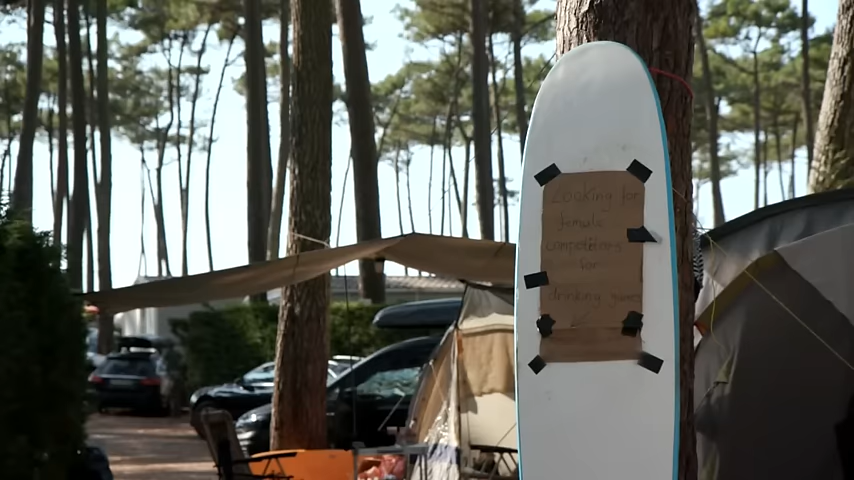 Looking for
female
competitors
for
drinking games